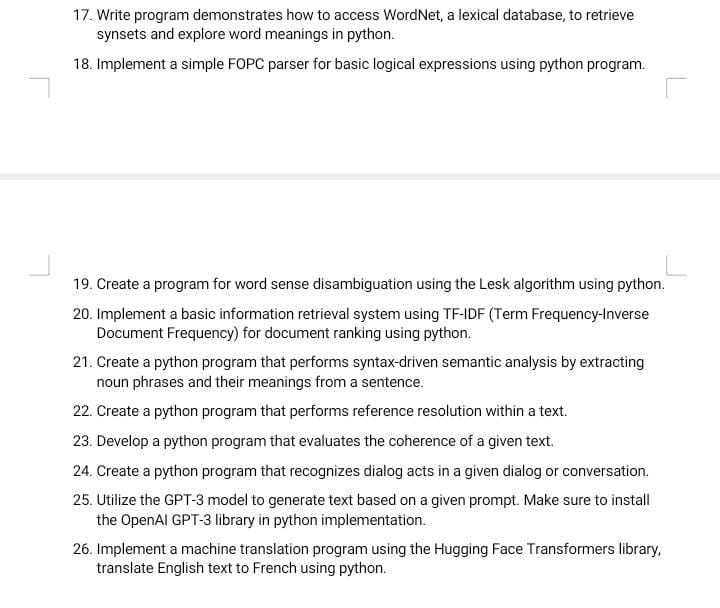 17. Write program demonstrates how to access WordNet, a lexical database, to retrieve
synsets and explore word meanings in python.
18. Implement a simple FOPC parser for basic logical expressions using python program.
19. Create a program for word sense disambiguation using the Lesk algorithm using python.
20. Implement a basic information retrieval system using TF-IDF (Term Frequency-Inverse
Document Frequency) for document ranking using python.
21. Create a python program that performs syntax-driven semantic analysis by extracting
noun phrases and their meanings from a sentence.
22. Create a python program that performs reference resolution within a text.
23. Develop a python program that evaluates the coherence of a given text.
24. Create a python program that recognizes dialog acts in a given dialog or conversation.
25. Utilize the GPT-3 model to generate text based on a given prompt. Make sure to install
the OpenAI GPT-3 library in python implementation.
26. Implement a machine translation program using the Hugging Face Transformers library,
translate English text to French using python.